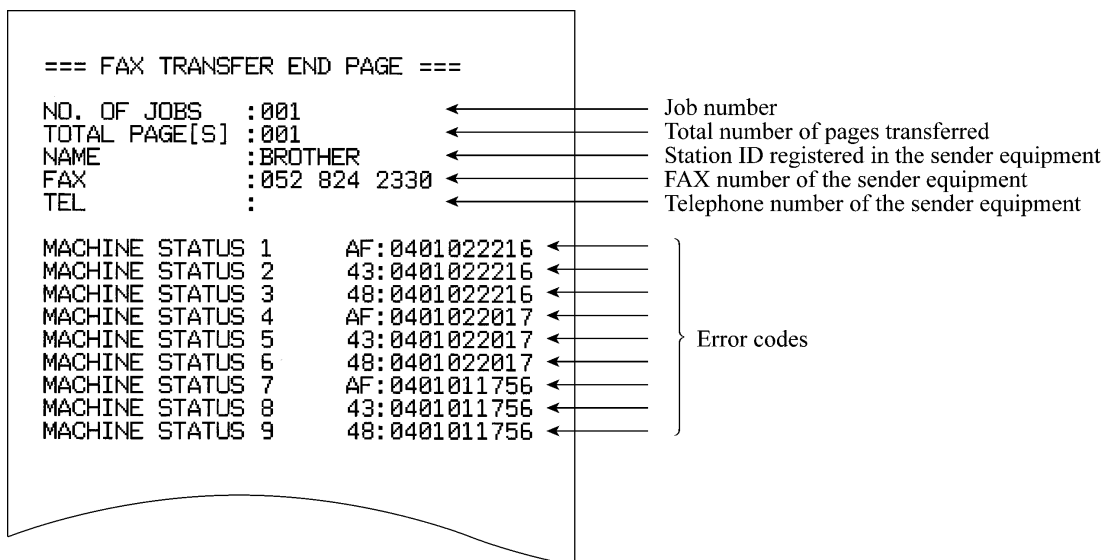 === FAX TRANSFER END PAGE ===
NO. OF JOBS :001 Job number
TOTAL PAGE[S] :001 Total number of pages transferred
NAME :BROTHER Station ID registered in the sender equipment
FAX :052 824 2330 FAX number of the sender equipment
TEL : Telephone number of the sender equipment
MACHINE STATUS 1 AF:0401022216
MACHINE STATUS 2 43:0401022216
MACHINE STATUS 3 48:0401022216
MACHINE STATUS 4 AF:0401022017
MACHINE STATUS 5 43:0401022017 Error codes
MACHINE STATUS 6 48:0401022017
MACHINE STATUS 7 AF:0401011756
MACHINE STATUS 8 43:0401011756
MACHINE STATUS 9 48:0401011756